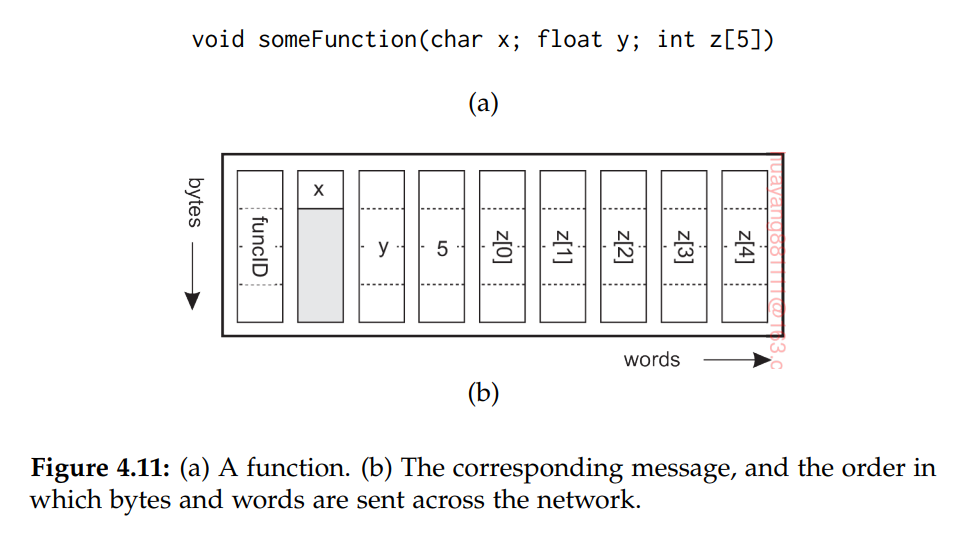 void someFunction(char x; float y; int z[5])
(a)
bytes
funcID
x
y
5
z[0]
z[1]
z[2]
z[3]
z[4]
words
(b)
Figure 4.11: (a) A function. (b) The corresponding message, and the order in
which bytes and words are sent across the network.